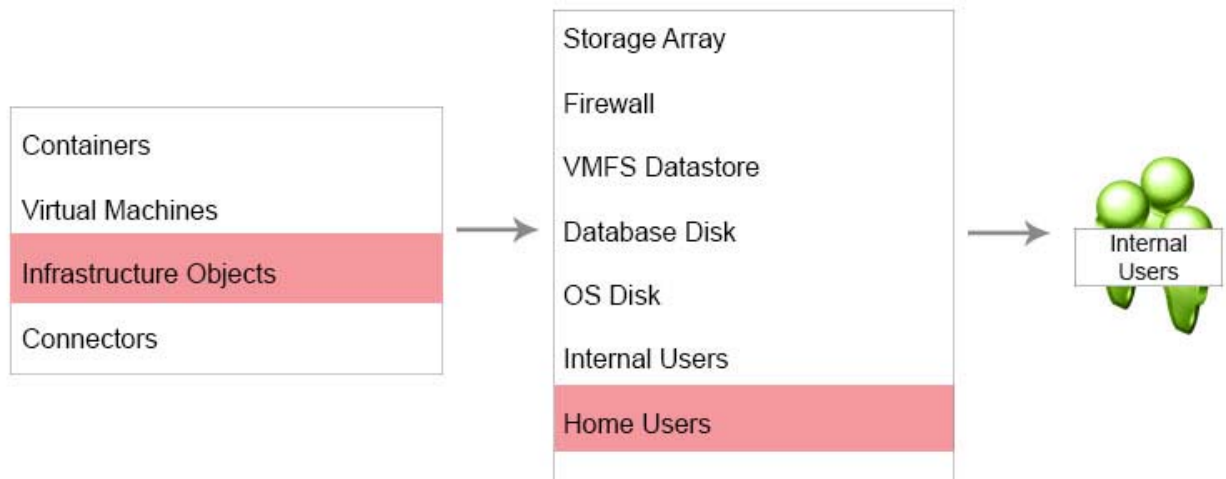 Containers
Virtual Machines
Infrastructure Objects
Connectors
Storage Array
Firewall
VMFS Datastore
Database Disk
OS Disk
Internal Users
Home Users
Internal
Users